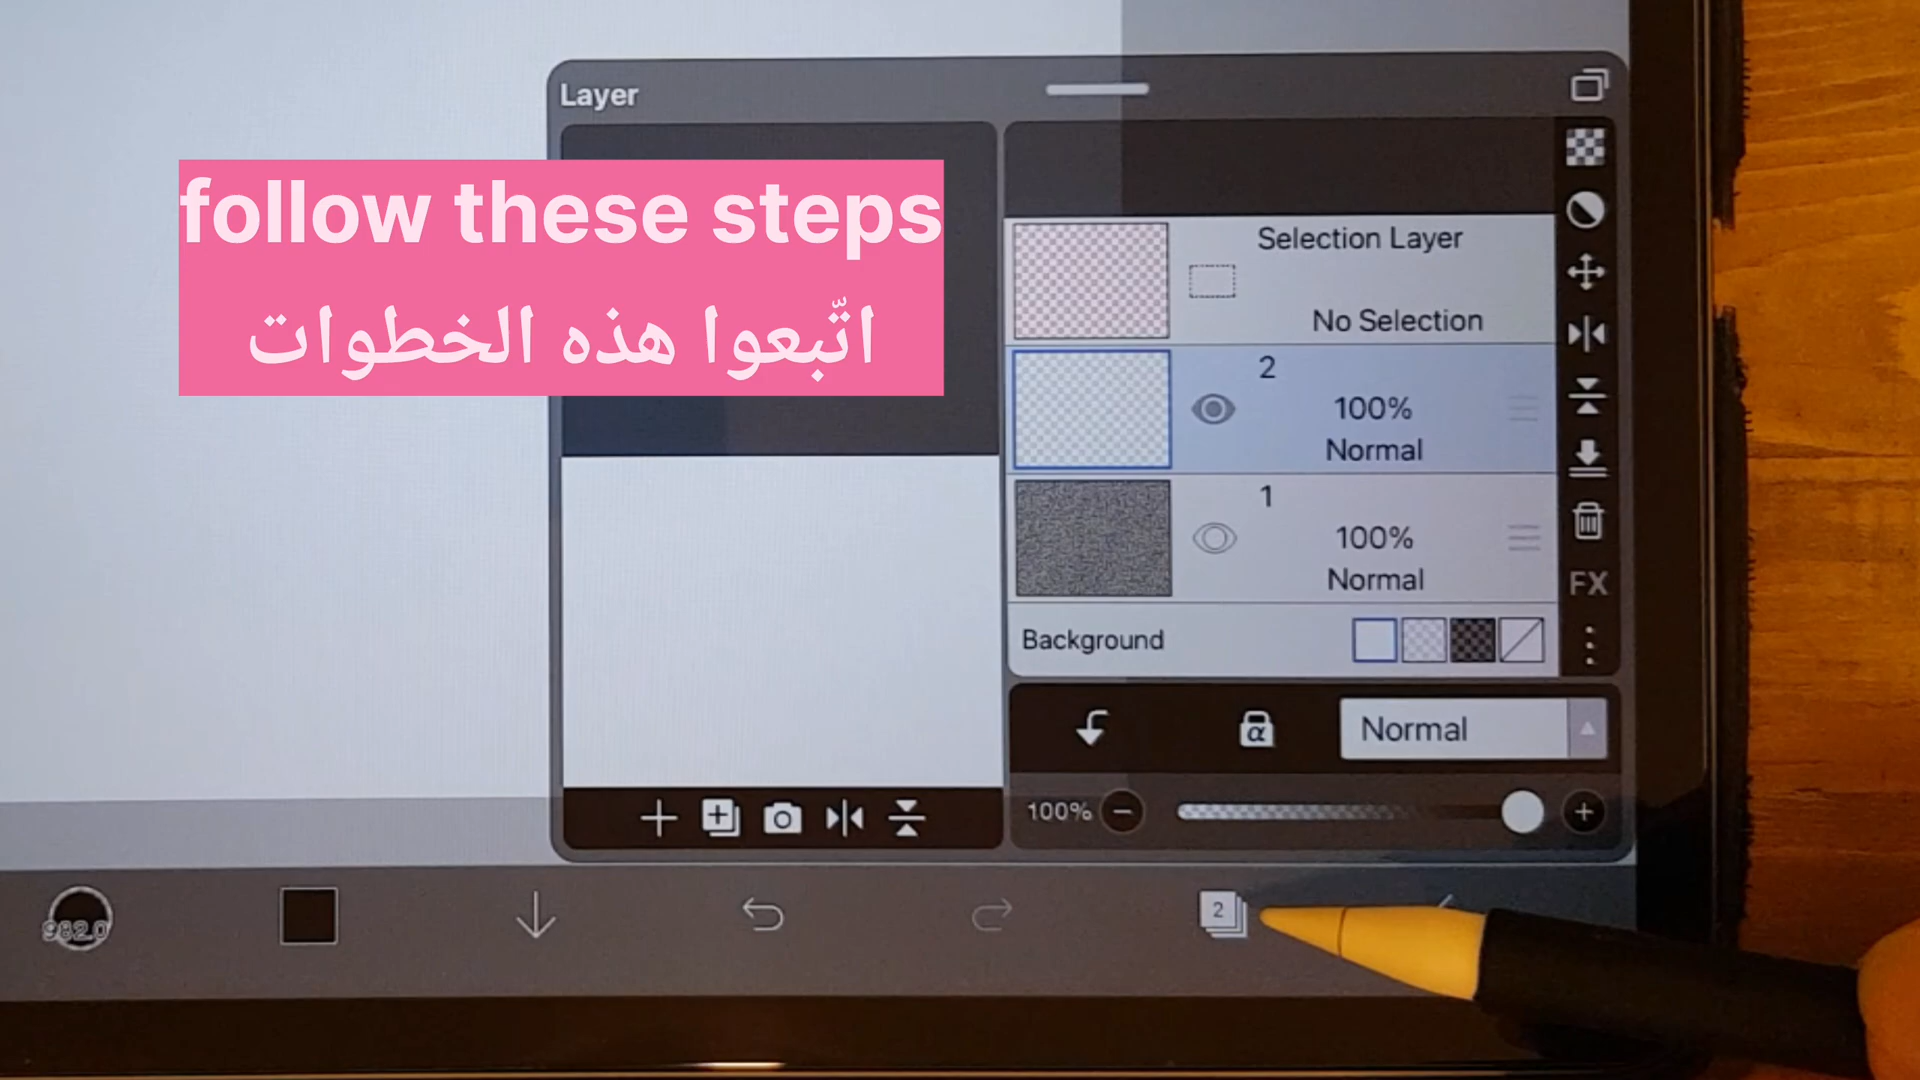 Layer
follow these steps
اتّبعوا هذه الخطوات
Selection Layer
No Selection
2
100%
Normal
1
100%
Normal
FX
Background
α
Normal
100%
982.0
2